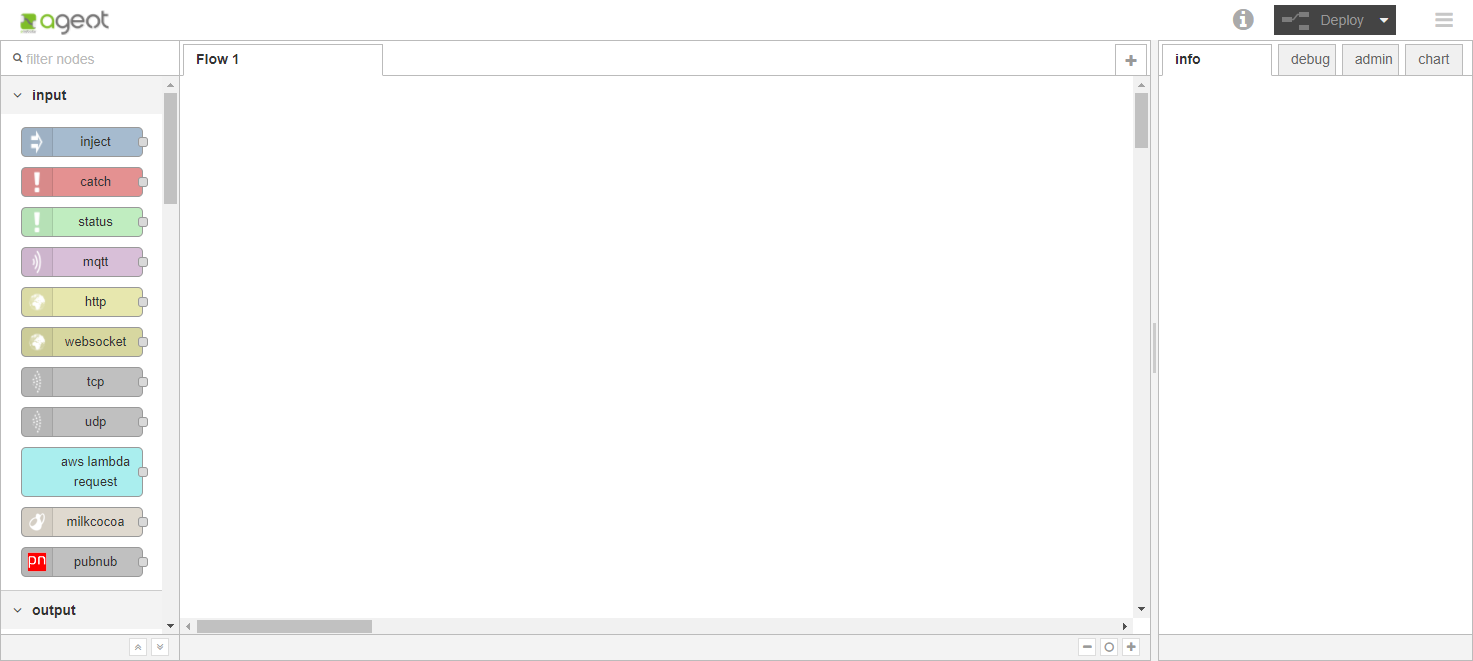 ageot
Deploy
filter nodes
Flow 1
info
debug
admin
chart
input
inject
catch
status
mqtt
http
websocket
tcp
udp
aws lambda
request
milkcocoa
pn
pubnub
output